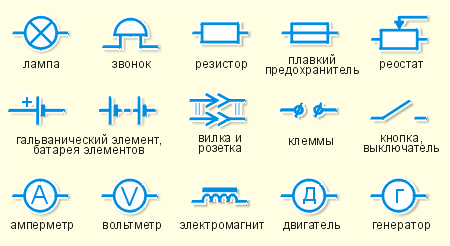 лампа звонок резистор плавкий предохранитель реостат
+
гальванический элемент, батарея элементов вилка и розетка клеммы кнопка, выключатель
А V Д Г
амперметр вольтметр электромагнит двигатель генератор